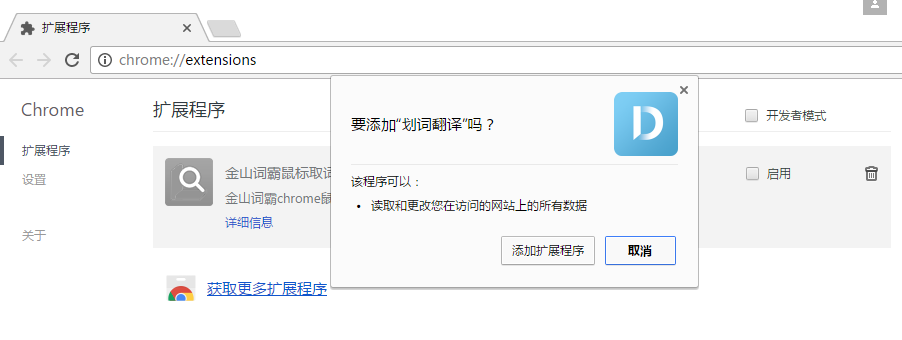 扩展程序
chrome://extensions
Chrome
扩展程序
设置
关于
扩展程序
开发者模式
金山词霸鼠标取词
金山词霸chrome鼠
详细信息
启用
获取更多扩展程序
要添加“划词翻译”吗？
该程序可以：
• 读取和更改您在访问的网站上的所有数据
添加扩展程序
取消